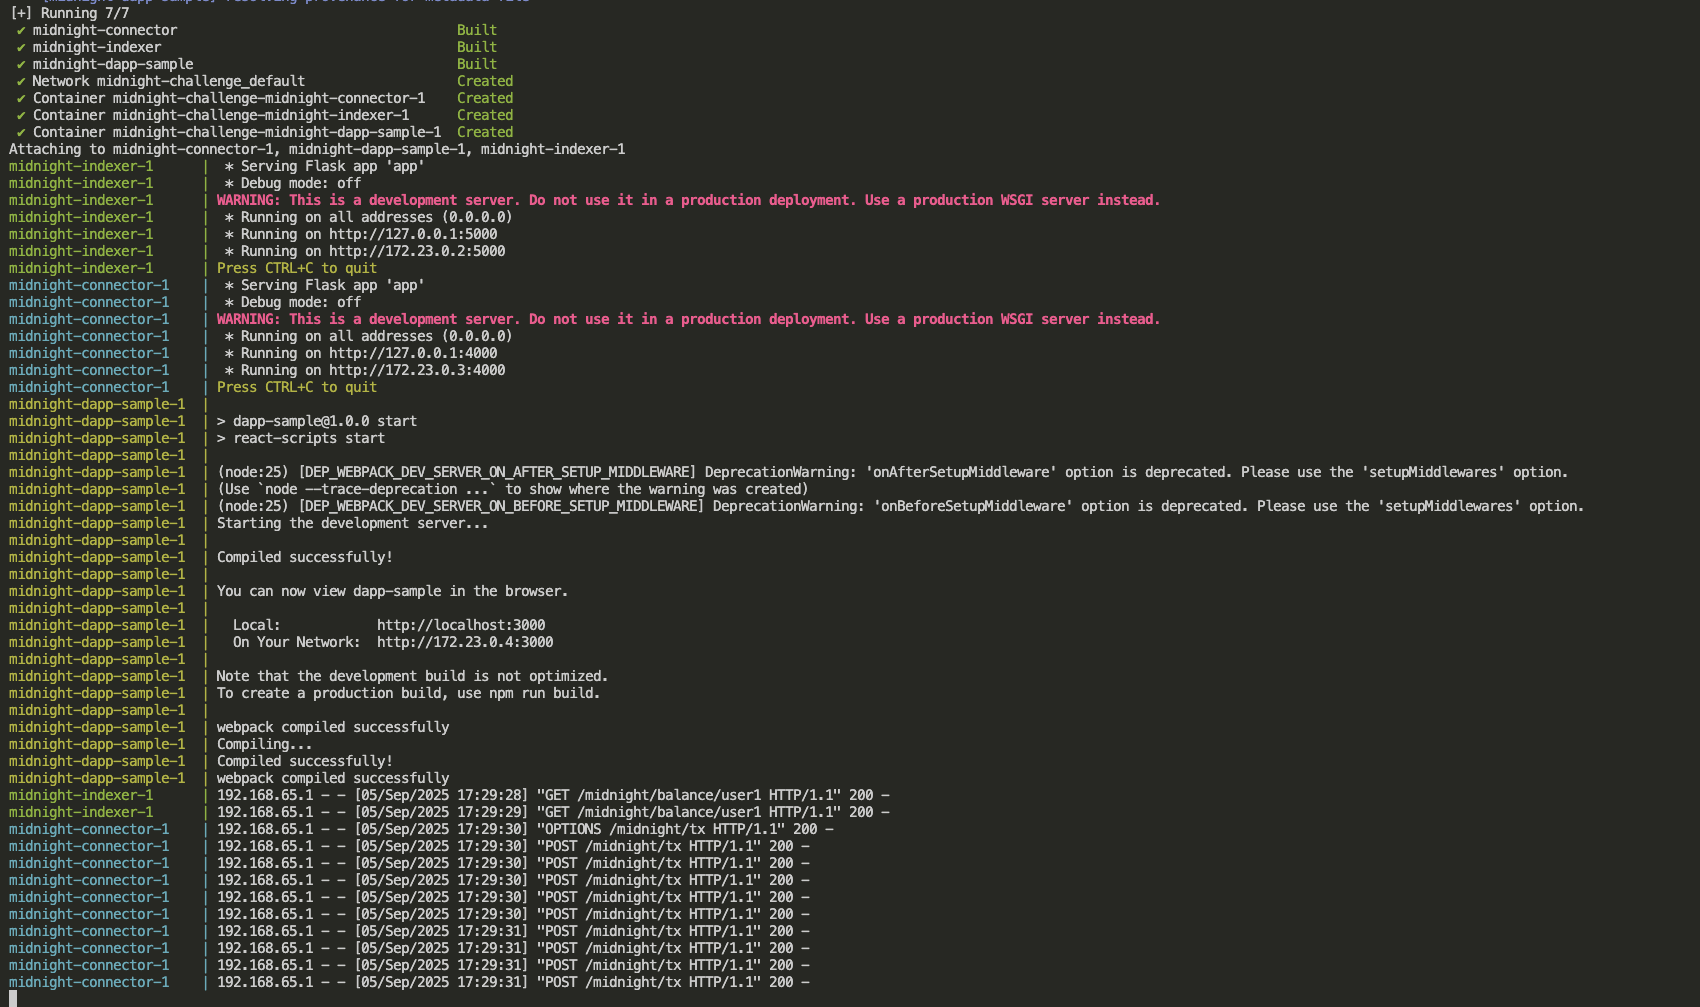 [midnight-dapp-sample] resolving provenance for metadata file
[+] Running 7/7
✔ midnight-connector Built
✔ midnight-indexer Built
✔ midnight-dapp-sample Built
✔ Network midnight-challenge_default Created
✔ Container midnight-challenge-midnight-connector-1 Created
✔ Container midnight-challenge-midnight-indexer-1 Created
✔ Container midnight-challenge-midnight-dapp-sample-1 Created
Attaching to midnight-connector-1, midnight-dapp-sample-1, midnight-indexer-1
midnight-indexer-1 | * Serving Flask app 'app'
midnight-indexer-1 | * Debug mode: off
midnight-indexer-1 | WARNING: This is a development server. Do not use it in a production deployment. Use a production WSGI server instead.
midnight-indexer-1 | * Running on all addresses (0.0.0.0)
midnight-indexer-1 | * Running on http://127.0.0.1:5000
midnight-indexer-1 | * Running on http://172.23.0.2:5000
midnight-indexer-1 | Press CTRL+C to quit
midnight-connector-1 | * Serving Flask app 'app'
midnight-connector-1 | * Debug mode: off
midnight-connector-1 | WARNING: This is a development server. Do not use it in a production deployment. Use a production WSGI server instead.
midnight-connector-1 | * Running on all addresses (0.0.0.0)
midnight-connector-1 | * Running on http://127.0.0.1:4000
midnight-connector-1 | * Running on http://172.23.0.3:4000
midnight-connector-1 | Press CTRL+C to quit
midnight-dapp-sample-1 |
midnight-dapp-sample-1 | > dapp-sample@1.0.0 start
midnight-dapp-sample-1 | > react-scripts start
midnight-dapp-sample-1 |
midnight-dapp-sample-1 | (node:25) [DEP_WEBPACK_DEV_SERVER_ON_AFTER_SETUP_MIDDLEWARE] DeprecationWarning: 'onAfterSetupMiddleware' option is deprecated. Please use the 'setupMiddlewares' option.
midnight-dapp-sample-1 | (Use `node --trace-deprecation ...` to show where the warning was created)
midnight-dapp-sample-1 | (node:25) [DEP_WEBPACK_DEV_SERVER_ON_BEFORE_SETUP_MIDDLEWARE] DeprecationWarning: 'onBeforeSetupMiddleware' option is deprecated. Please use the 'setupMiddlewares' option.
midnight-dapp-sample-1 | Starting the development server...
midnight-dapp-sample-1 |
midnight-dapp-sample-1 | Compiled successfully!
midnight-dapp-sample-1 |
midnight-dapp-sample-1 | You can now view dapp-sample in the browser.
midnight-dapp-sample-1 |
midnight-dapp-sample-1 | Local: http://localhost:3000
midnight-dapp-sample-1 | On Your Network: http://172.23.0.4:3000
midnight-dapp-sample-1 |
midnight-dapp-sample-1 | Note that the development build is not optimized.
midnight-dapp-sample-1 | To create a production build, use npm run build.
midnight-dapp-sample-1 |
midnight-dapp-sample-1 | webpack compiled successfully
midnight-dapp-sample-1 | Compiling...
midnight-dapp-sample-1 | Compiled successfully!
midnight-dapp-sample-1 | webpack compiled successfully
midnight-indexer-1 | 192.168.65.1 - - [05/Sep/2025 17:29:28] "GET /midnight/balance/user1 HTTP/1.1" 200 -
midnight-indexer-1 | 192.168.65.1 - - [05/Sep/2025 17:29:29] "GET /midnight/balance/user1 HTTP/1.1" 200 -
midnight-connector-1 | 192.168.65.1 - - [05/Sep/2025 17:29:30] "OPTIONS /midnight/tx HTTP/1.1" 200 -
midnight-connector-1 | 192.168.65.1 - - [05/Sep/2025 17:29:30] "POST /midnight/tx HTTP/1.1" 200 -
midnight-connector-1 | 192.168.65.1 - - [05/Sep/2025 17:29:30] "POST /midnight/tx HTTP/1.1" 200 -
midnight-connector-1 | 192.168.65.1 - - [05/Sep/2025 17:29:30] "POST /midnight/tx HTTP/1.1" 200 -
midnight-connector-1 | 192.168.65.1 - - [05/Sep/2025 17:29:30] "POST /midnight/tx HTTP/1.1" 200 -
midnight-connector-1 | 192.168.65.1 - - [05/Sep/2025 17:29:30] "POST /midnight/tx HTTP/1.1" 200 -
midnight-connector-1 | 192.168.65.1 - - [05/Sep/2025 17:29:31] "POST /midnight/tx HTTP/1.1" 200 -
midnight-connector-1 | 192.168.65.1 - - [05/Sep/2025 17:29:31] "POST /midnight/tx HTTP/1.1" 200 -
midnight-connector-1 | 192.168.65.1 - - [05/Sep/2025 17:29:31] "POST /midnight/tx HTTP/1.1" 200 -
midnight-connector-1 | 192.168.65.1 - - [05/Sep/2025 17:29:31] "POST /midnight/tx HTTP/1.1" 200 -